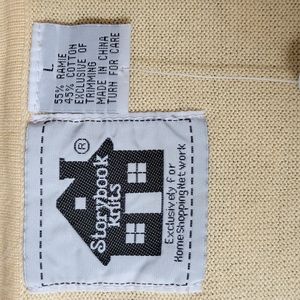 L
55% RAMIE
45% COTTON
EXCLUSIVE OF
TRIMMING
MADE IN CHINA
TURN FOR CARE
®
Storybook
Knits
Exclusively for
Home Shopping Network